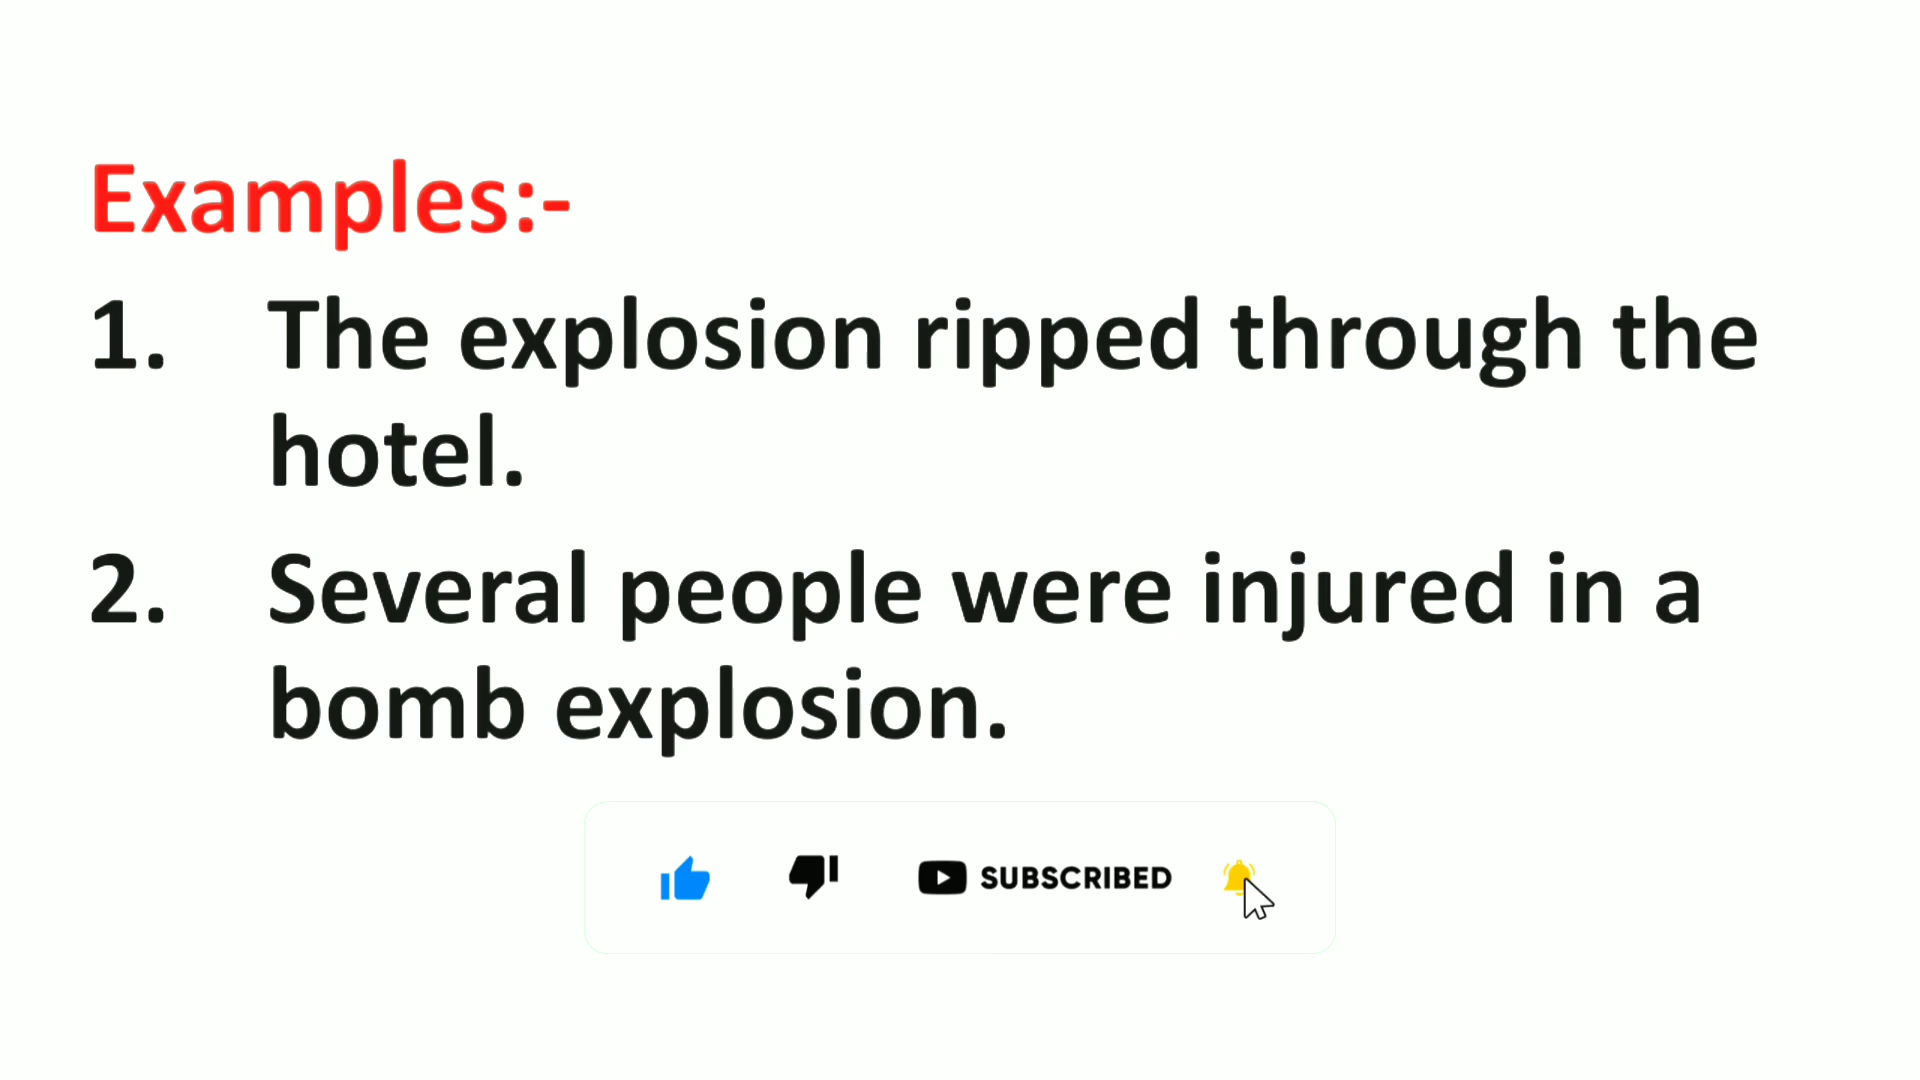 Examples:-
1. The explosion ripped through the
hotel.
2. Several people were injured in a
bomb explosion.
SUBSCRIBED